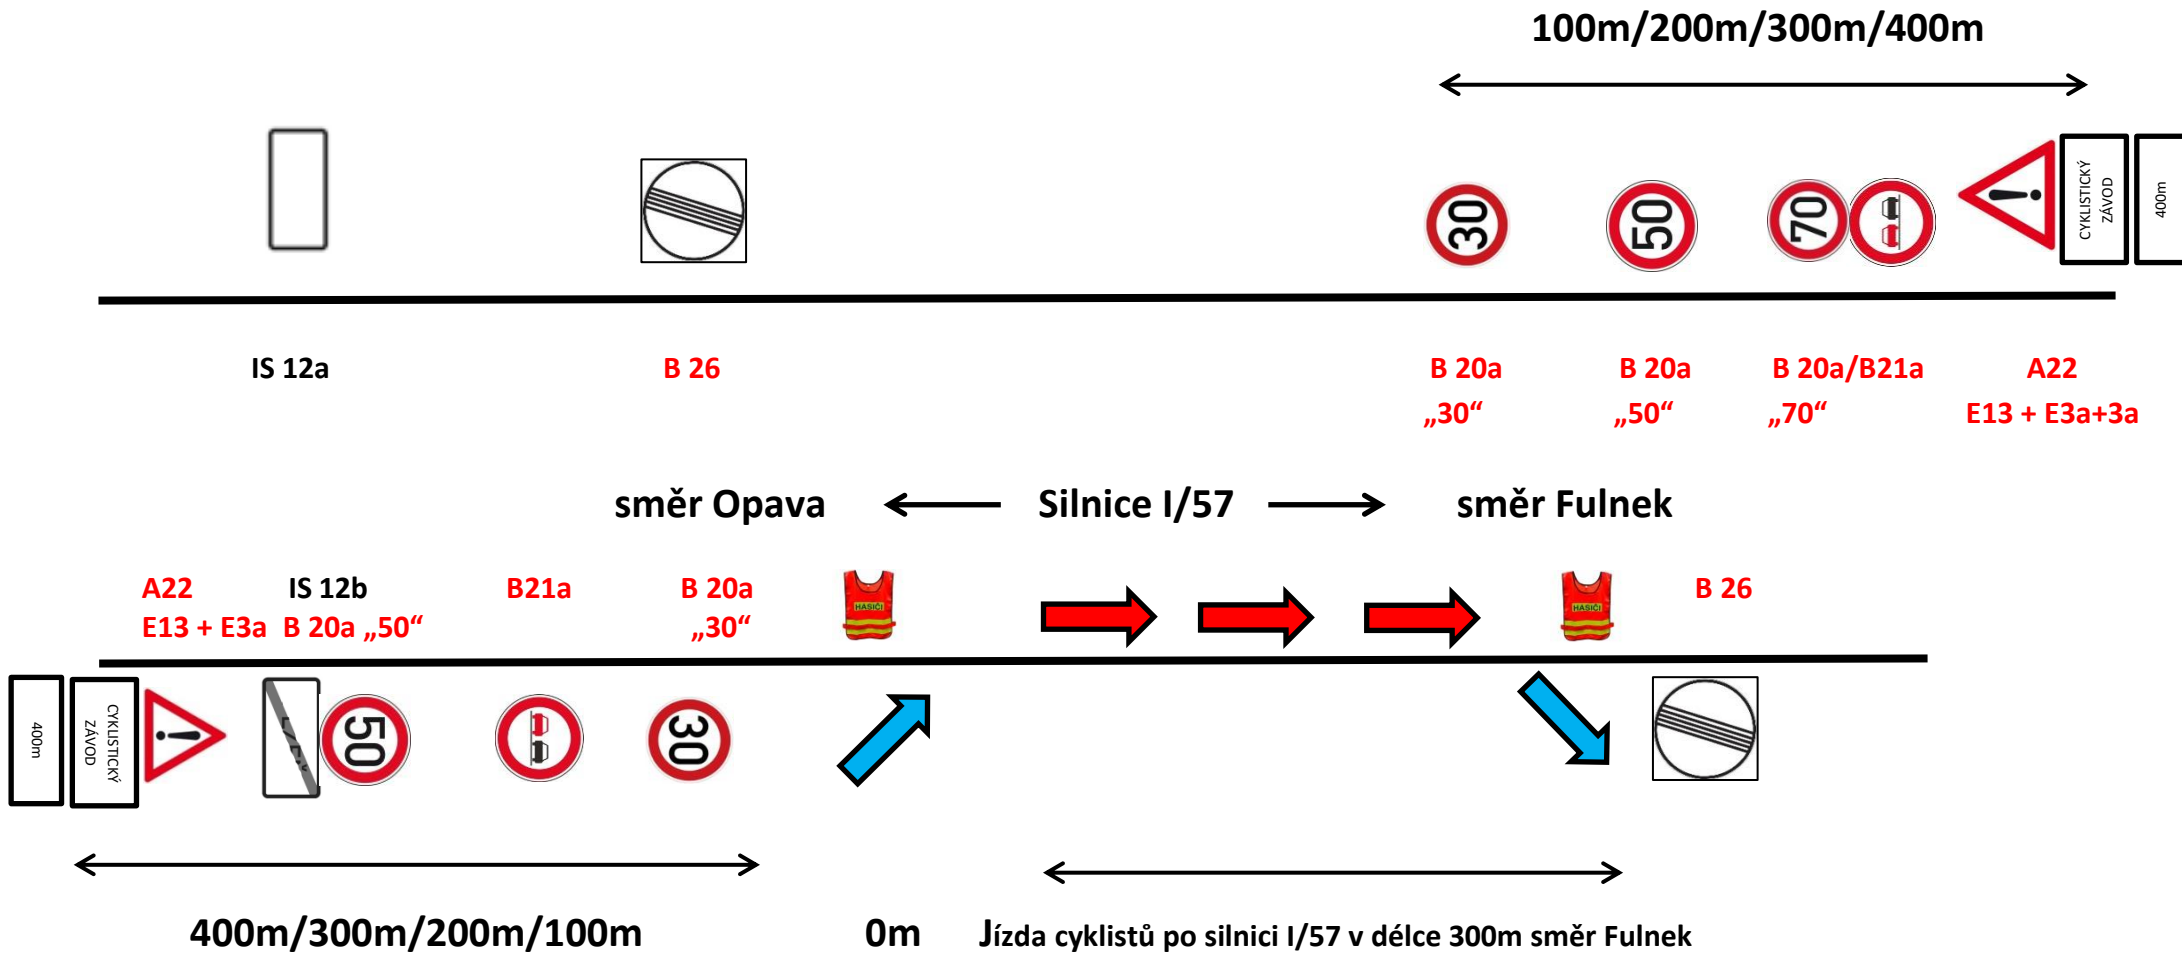 100m/200m/300m/400m
30
50
70
CYKLISTICKÝ
ZÁVOD
400m
IS 12a
B 26
B 20a
„30“
B 20a
„50“
B 20a/B21a
„70“
A22
E13 + E3a+3a
směr Opava
Silnice I/57
směr Fulnek
A22
E13 + E3a
IS 12b
B 20a „50“
B21a
B 20a
„30“
HASIČI
HASIČI
B 26
400m
CYKLISTICKÝ
ZÁVOD
50
30
400m/300m/200m/100m
0m
Jízda cyklistů po silnici I/57 v délce 300m směr Fulnek